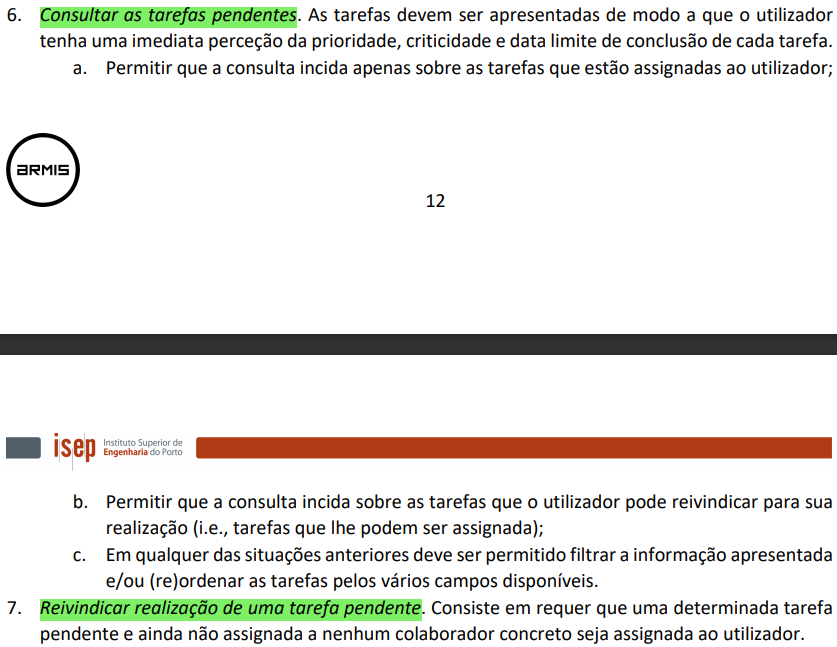 6. Consultar as tarefas pendentes. As tarefas devem ser apresentadas de modo a que o utilizador
tenha uma imediata perceção da prioridade, criticidade e data limite de conclusão de cada tarefa.
a. Permitir que a consulta incida apenas sobre as tarefas que estão assignadas ao utilizador;
ARMIS
12
isep Instituto Superior de
Engenharia do Porto
b. Permitir que a consulta incida sobre as tarefas que o utilizador pode reivindicar para sua
realização (i.e., tarefas que lhe podem ser assignada);
c. Em qualquer das situações anteriores deve ser permitido filtrar a informação apresentada
e/ou (re)ordenar as tarefas pelos vários campos disponíveis.
7. Reivindicar realização de uma tarefa pendente. Consiste em requer que uma determinada tarefa
pendente e ainda não assignada a nenhum colaborador concreto seja assignada ao utilizador.